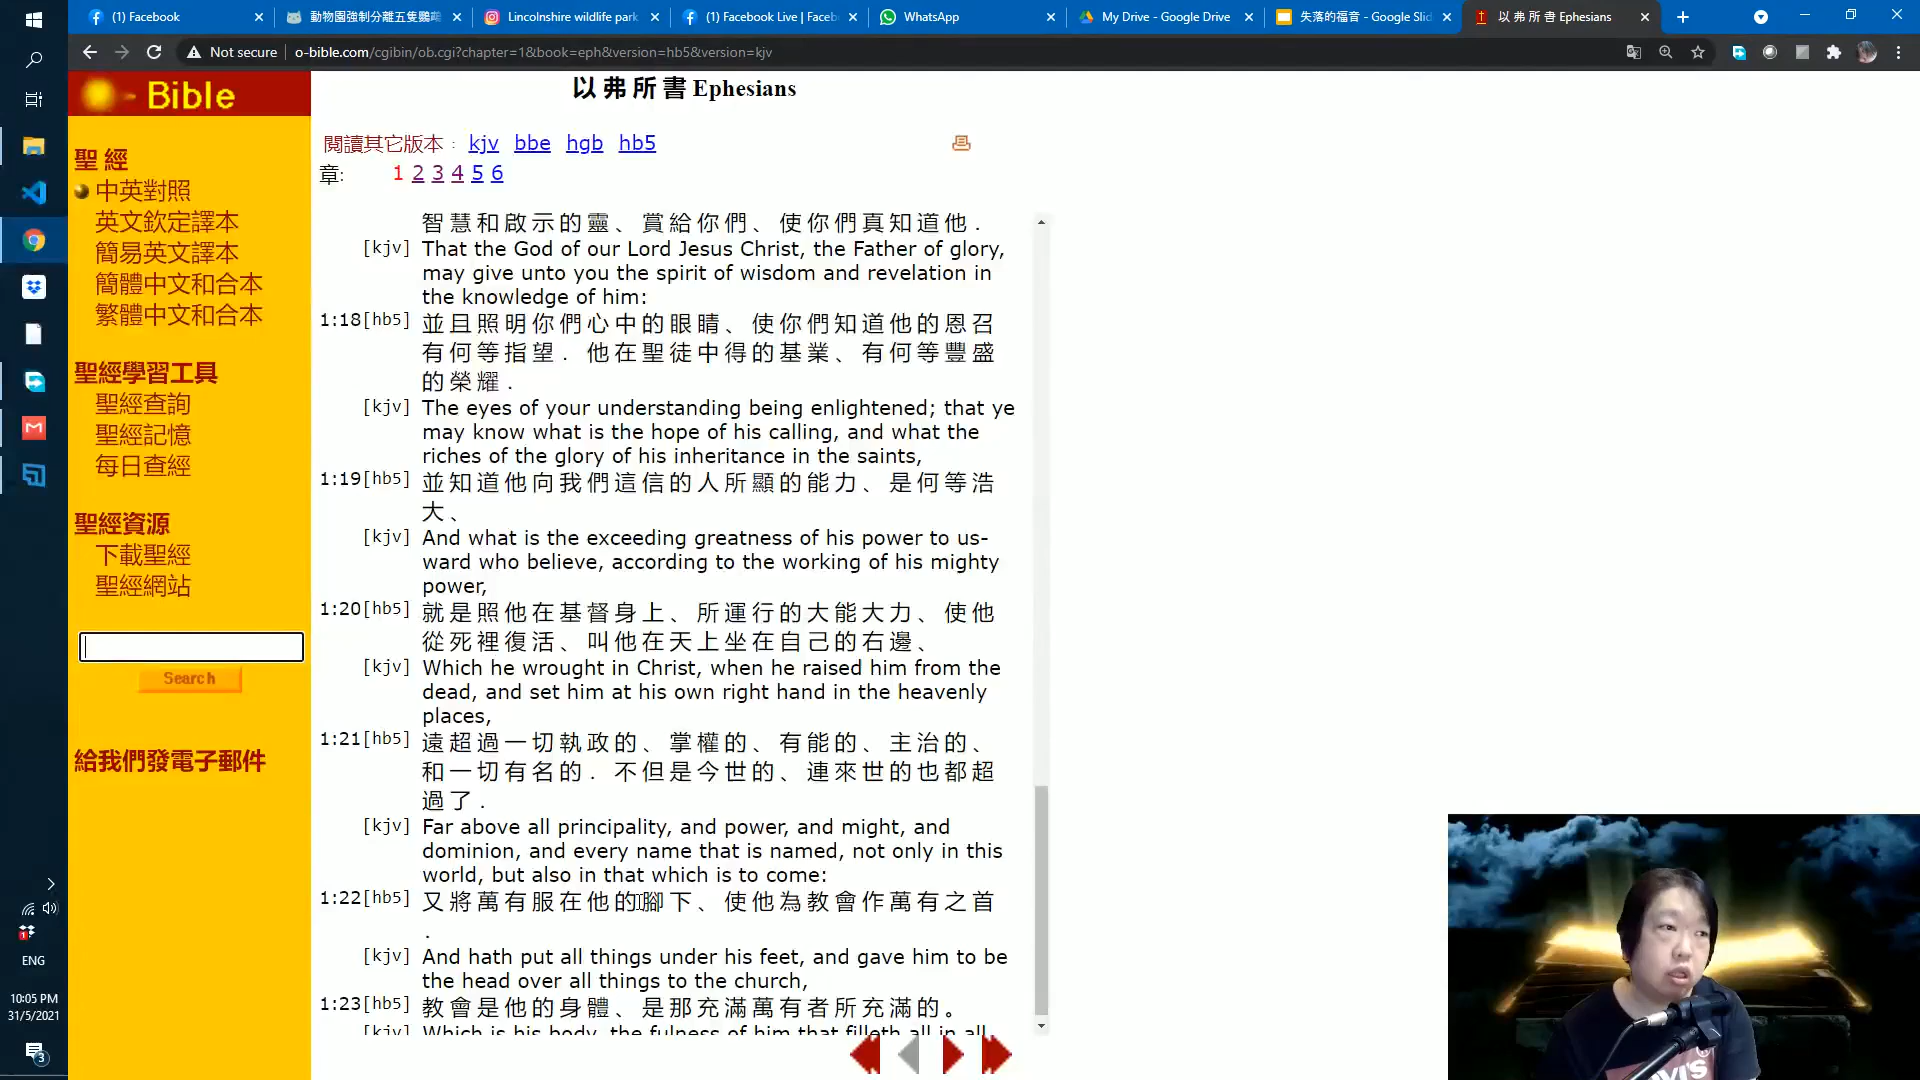 (1) Facebook
動物園強制分離五隻鸚
Lincolnshire wildlife park
(1) Facebook Live | Faceb
WhatsApp
My Drive - Google Drive
失落的福音 - Google Slid
以 弗 所 書 Ephesians
Not secure
o-bible.com/cgibin/ob.cgi?chapter=1&book=eph&version=hb5&version=kjv
Bible
聖 經
中英對照
英文欽定譯本
簡易英文譯本
簡體中文和合本
繁體中文和合本
聖經學習工具
聖經查詢
聖經記憶
每日查經
聖經資源
下載聖經
聖經網站
Search
給我們發電子郵件
以 弗 所 書 Ephesians
閱讀其它版本 : kjv bbe hgb hb5
章: 1 2 3 4 5 6
智慧和啟示的靈、賞給你們、使你們真知道他.
[kjv] That the God of our Lord Jesus Christ, the Father of glory,
may give unto you the spirit of wisdom and revelation in
the knowledge of him:
1:18[hb5] 並且照明你們心中的眼睛、使你們知道他的恩召
有何等指望.他在聖徒中得的基業、有何等豐盛
的榮耀.
[kjv] The eyes of your understanding being enlightened; that ye
may know what is the hope of his calling, and what the
riches of the glory of his inheritance in the saints,
1:19[hb5] 並知道他向我們這信的人所顯的能力、是何等浩
大、
[kjv] And what is the exceeding greatness of his power to us-
ward who believe, according to the working of his mighty
power,
1:20[hb5] 就是照他在基督身上、所運行的大能大力、使他
從死裡復活、叫他在天上坐在自己的右邊、
[kjv] Which he wrought in Christ, when he raised him from the
dead, and set him at his own right hand in the heavenly
places,
1:21[hb5] 遠超過一切執政的、掌權的、有能的、主治的、
和一切有名的.不但是今世的、連來世的也都超
過了.
[kjv] Far above all principality, and power, and might, and
dominion, and every name that is named, not only in this
world, but also in that which is to come:
1:22[hb5] 又將萬有服在他的腳下、使他為教會作萬有之首
.
[kjv] And hath put all things under his feet, and gave him to be
the head over all things to the church,
1:23[hb5] 教會是他的身體、是那充滿萬有者所充滿的。
[kjv] Which is his body, the fulness of him that filleth all in all.
ENG
10:05 PM
31/5/2021
3